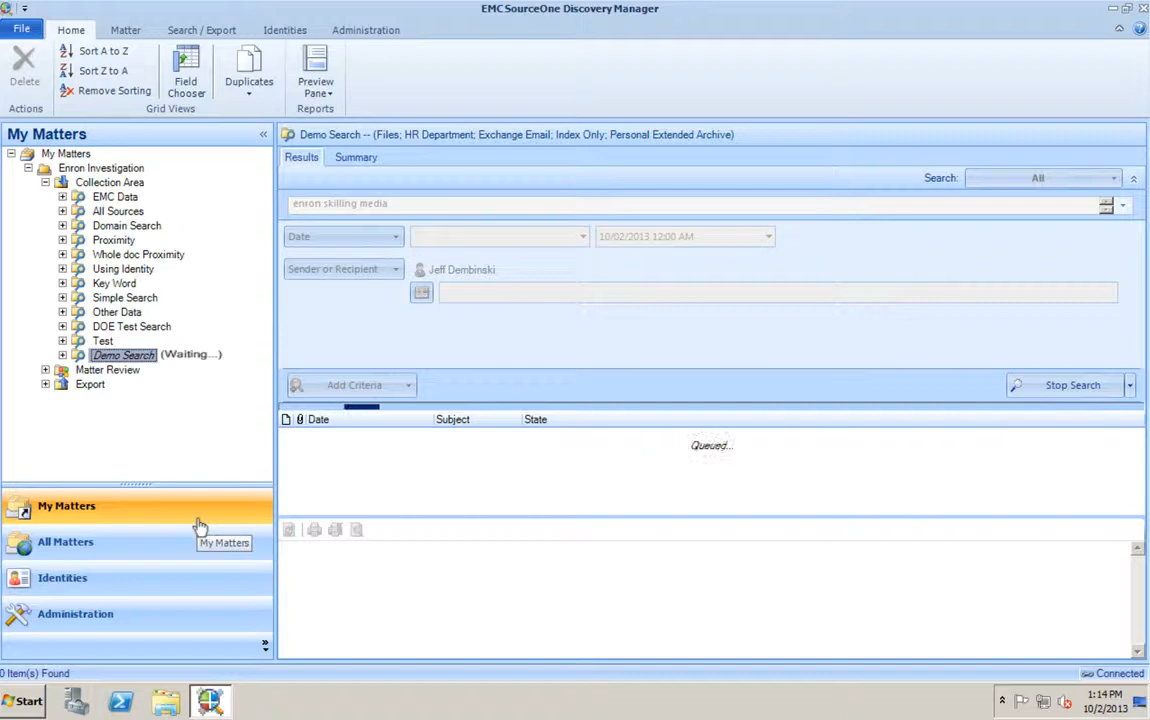 EMC SourceOne Discovery Manager
File Home Matter Search / Export Identities Administration
Delete
Sort A to Z
Sort Z to A
Remove Sorting
Field Chooser
Duplicates
Preview Pane
Actions Grid Views Reports
My Matters «
My Matters
Enron Investigation
Collection Area
EMC Data
All Sources
Domain Search
Proximity
Whole doc Proximity
Using Identity
Key Word
Simple Search
Other Data
DOE Test Search
Test
Demo Search (Waiting...)
Matter Review
Export
My Matters
My Matters
All Matters
Identities
Administration
»
Demo Search -- (Files; HR Department; Exchange Email; Index Only; Personal Extended Archive)
Results Summary
Search: All
enron skilling media
Date 10/02/2013 12:00 AM
Sender or Recipient Jeff Dembinski
Add Criteria Stop Search
Date Subject State
Queued...
0 Item(s) Found Connected
Start 1:14 PM
10/2/2013